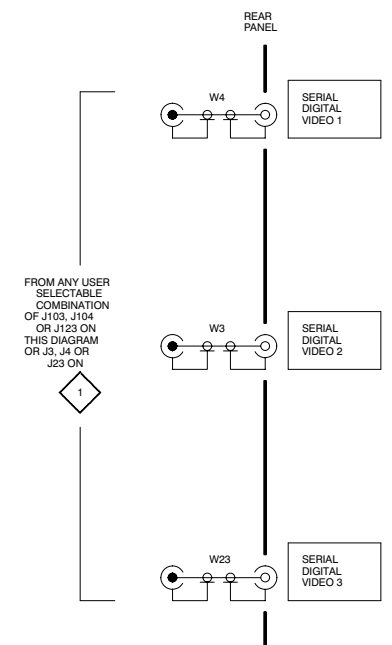 REAR
PANEL
W4
SERIAL
DIGITAL
VIDEO 1
FROM ANY USER
SELECTABLE
COMBINATION
OF J103, J104
OR J123 ON
THIS DIAGRAM
OR J3, J4 OR
J23 ON
1
W3
SERIAL
DIGITAL
VIDEO 2
W23
SERIAL
DIGITAL
VIDEO 3